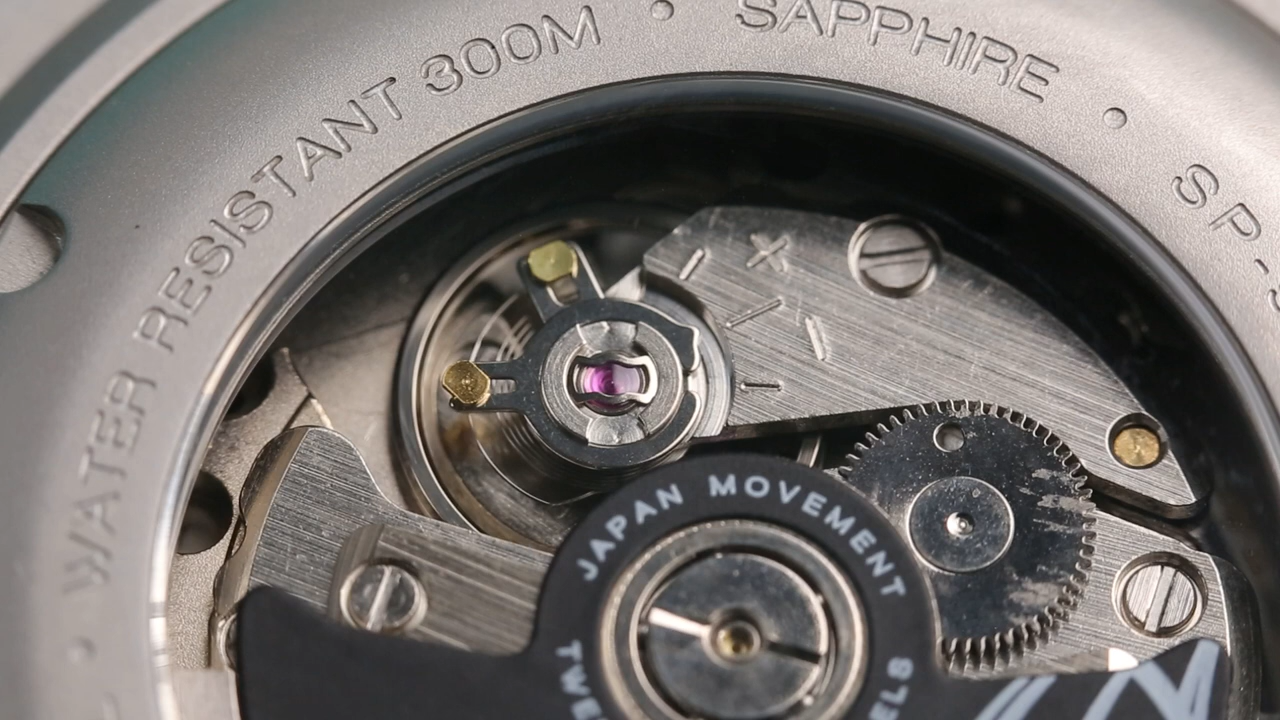 • WATER RESISTANT 300M • SAPPHIRE • SP-
JAPAN MOVEMENT